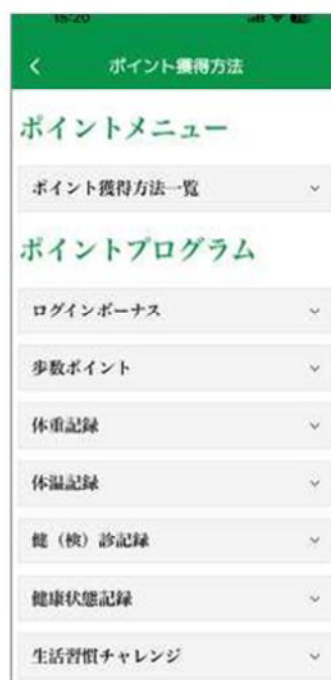 15:20
ポイント獲得方法
ポイントメニュー
ポイント獲得方法一覧
ポイントプログラム
ログインボーナス
歩数ポイント
体重記録
体温記録
健（検）診記録
健康状態記録
生活習慣チャレンジ